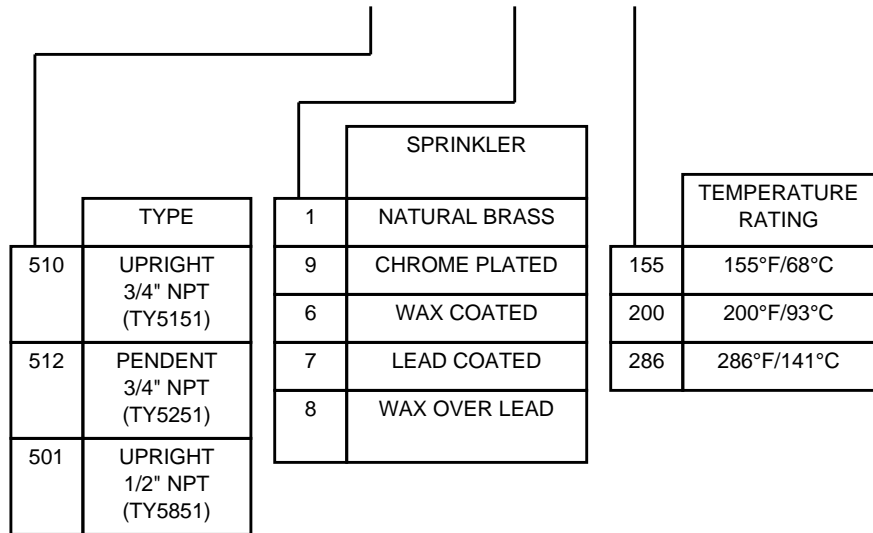 TYPE
510 UPRIGHT
3/4" NPT
(TY5151)
512 PENDENT
3/4" NPT
(TY5251)
501 UPRIGHT
1/2" NPT
(TY5851)
SPRINKLER
1 NATURAL BRASS
9 CHROME PLATED
6 WAX COATED
7 LEAD COATED
8 WAX OVER LEAD
TEMPERATURE
RATING
155 155°F/68°C
200 200°F/93°C
286 286°F/141°C